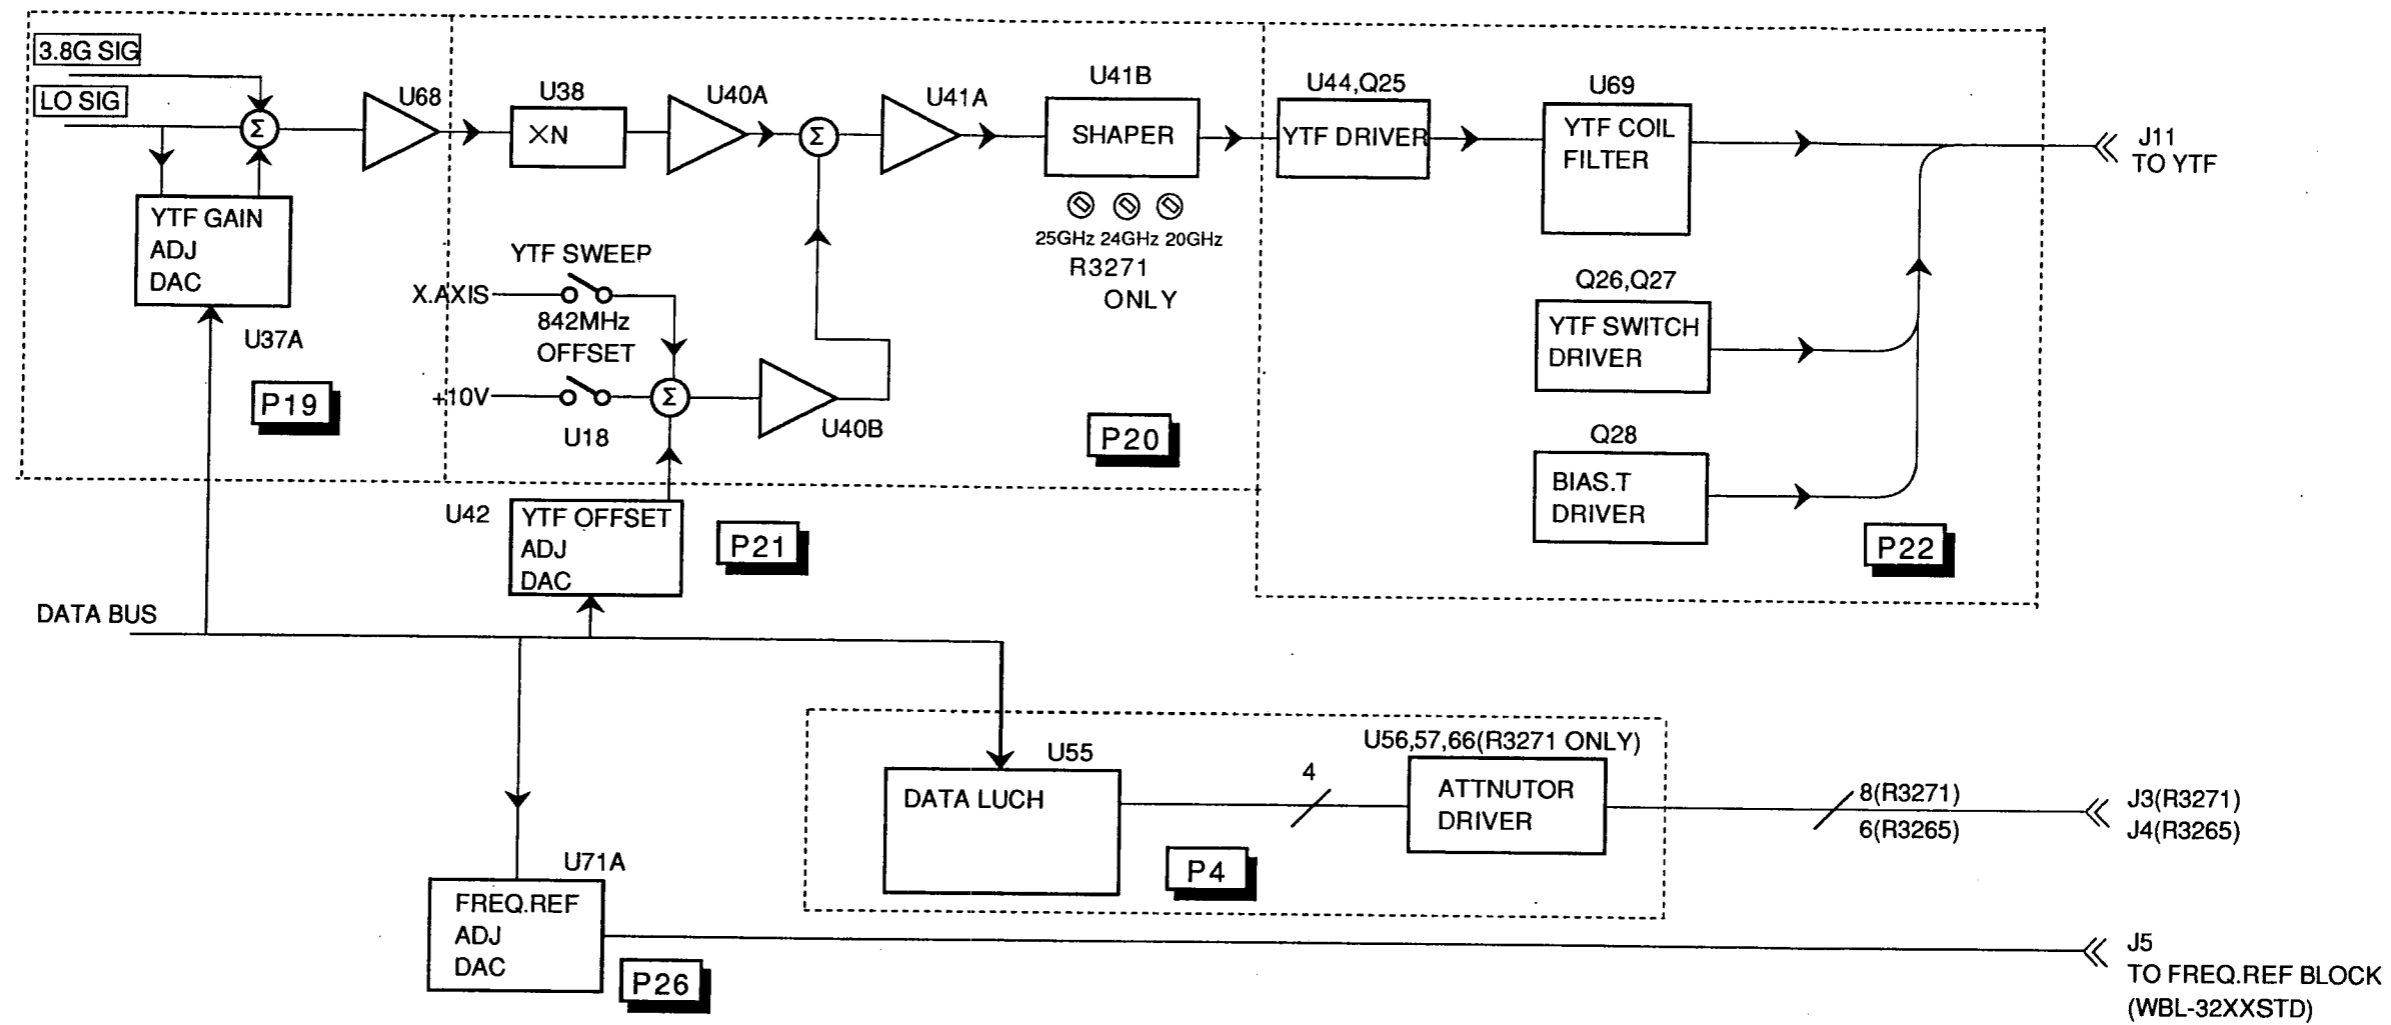 3.8G SIG
LO SIG
Σ
U68
YTF GAIN
ADJ
DAC
U37A
P19
U38
XN
U40A
Σ
U41A
U41B
SHAPER
25GHz 24GHz 20GHz
R3271
ONLY
YTF SWEEP
X.AXIS
842MHz
OFFSET
+10V
U18
Σ
U40B
P20
U44,Q25
YTF DRIVER
U69
YTF COIL
FILTER
J11
TO YTF
Q26,Q27
YTF SWITCH
DRIVER
Q28
BIAS.T
DRIVER
P22
U42
YTF OFFSET
ADJ
DAC
P21
DATA BUS
U55
DATA LUCH
4
U56,57,66(R3271 ONLY)
ATTNUTOR
DRIVER
P4
8(R3271)
6(R3265)
J3(R3271)
J4(R3265)
U71A
FREQ.REF
ADJ
DAC
P26
J5
TO FREQ.REF BLOCK
(WBL-32XXSTD)